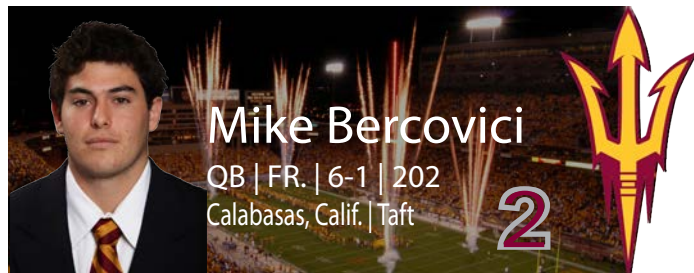 Mike Bercovici
QB | FR. | 6-1 | 202
Calabasas, Calif. | Taft
2